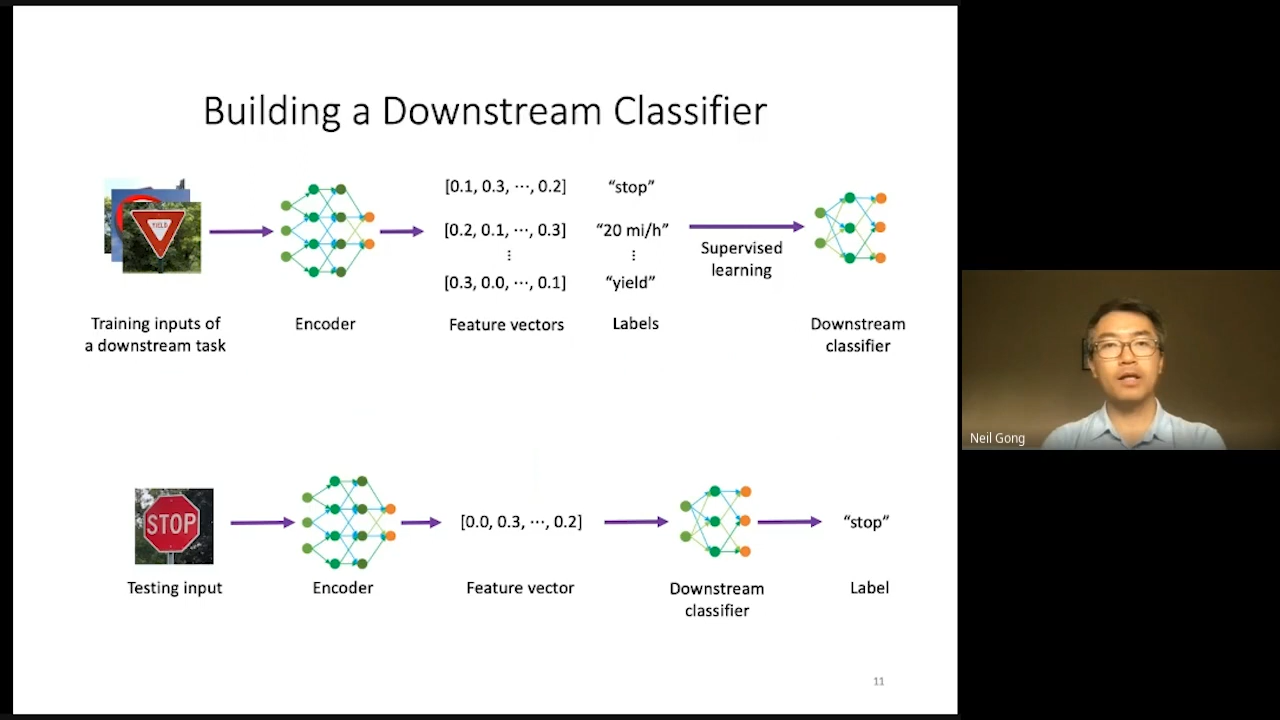 Building a Downstream Classifier
YIELD
[0.1, 0.3, ⋯, 0.2] “stop”
[0.2, 0.1, ⋯, 0.3] “20 mi/h”
⋮ ⋮
[0.3, 0.0, ⋯, 0.1] “yield”
Supervised
learning
Training inputs of
a downstream task
Encoder
Feature vectors
Labels
Downstream
classifier
STOP
[0.0, 0.3, ⋯, 0.2]
“stop”
Testing input
Encoder
Feature vector
Downstream
classifier
Label
11
Neil Gong